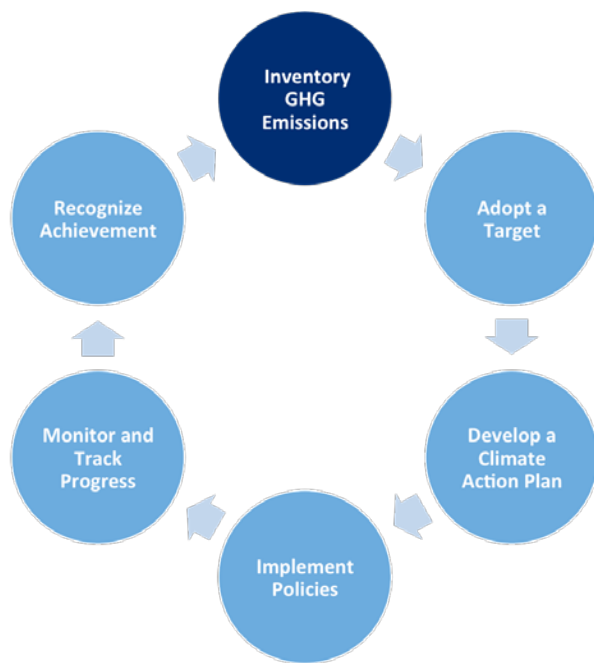 Inventory
GHG
Emissions
Adopt a
Target
Develop a
Climate
Action Plan
Implement
Policies
Monitor and
Track
Progress
Recognize
Achievement